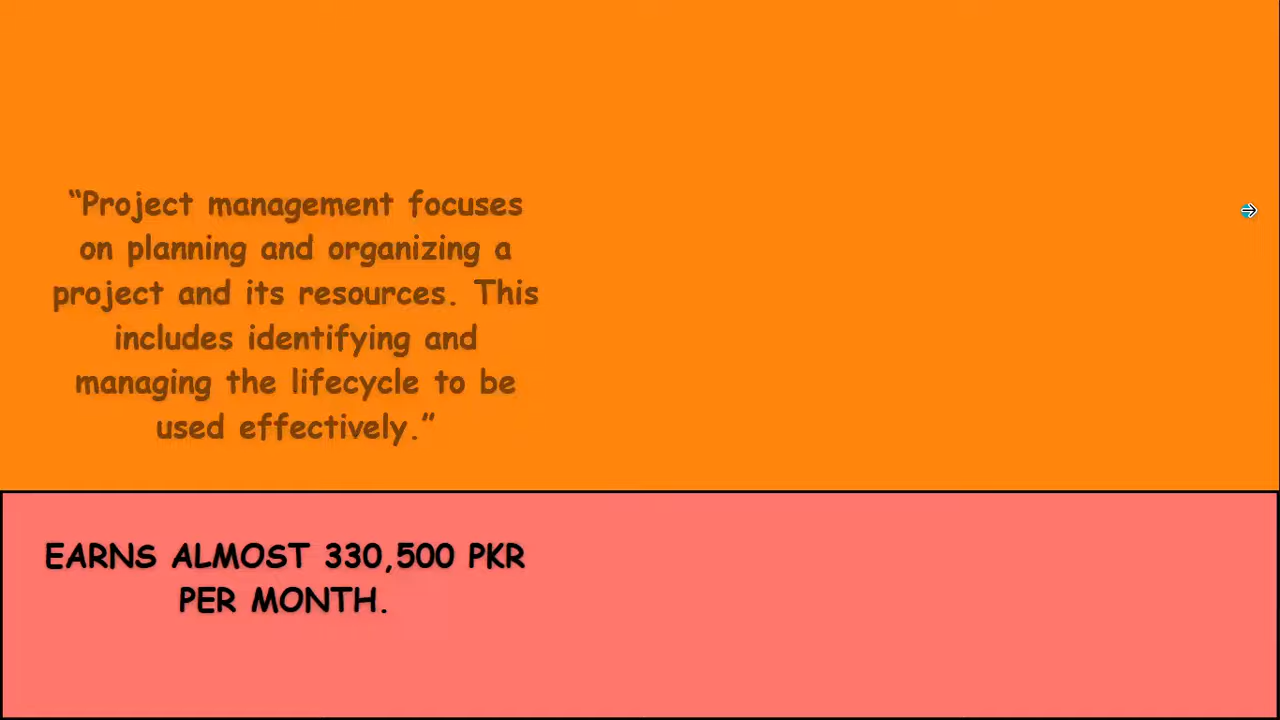 “Project management focuses
on planning and organizing a
project and its resources. This
includes identifying and
managing the lifecycle to be
used effectively.”
EARNS ALMOST 330,500 PKR
PER MONTH.